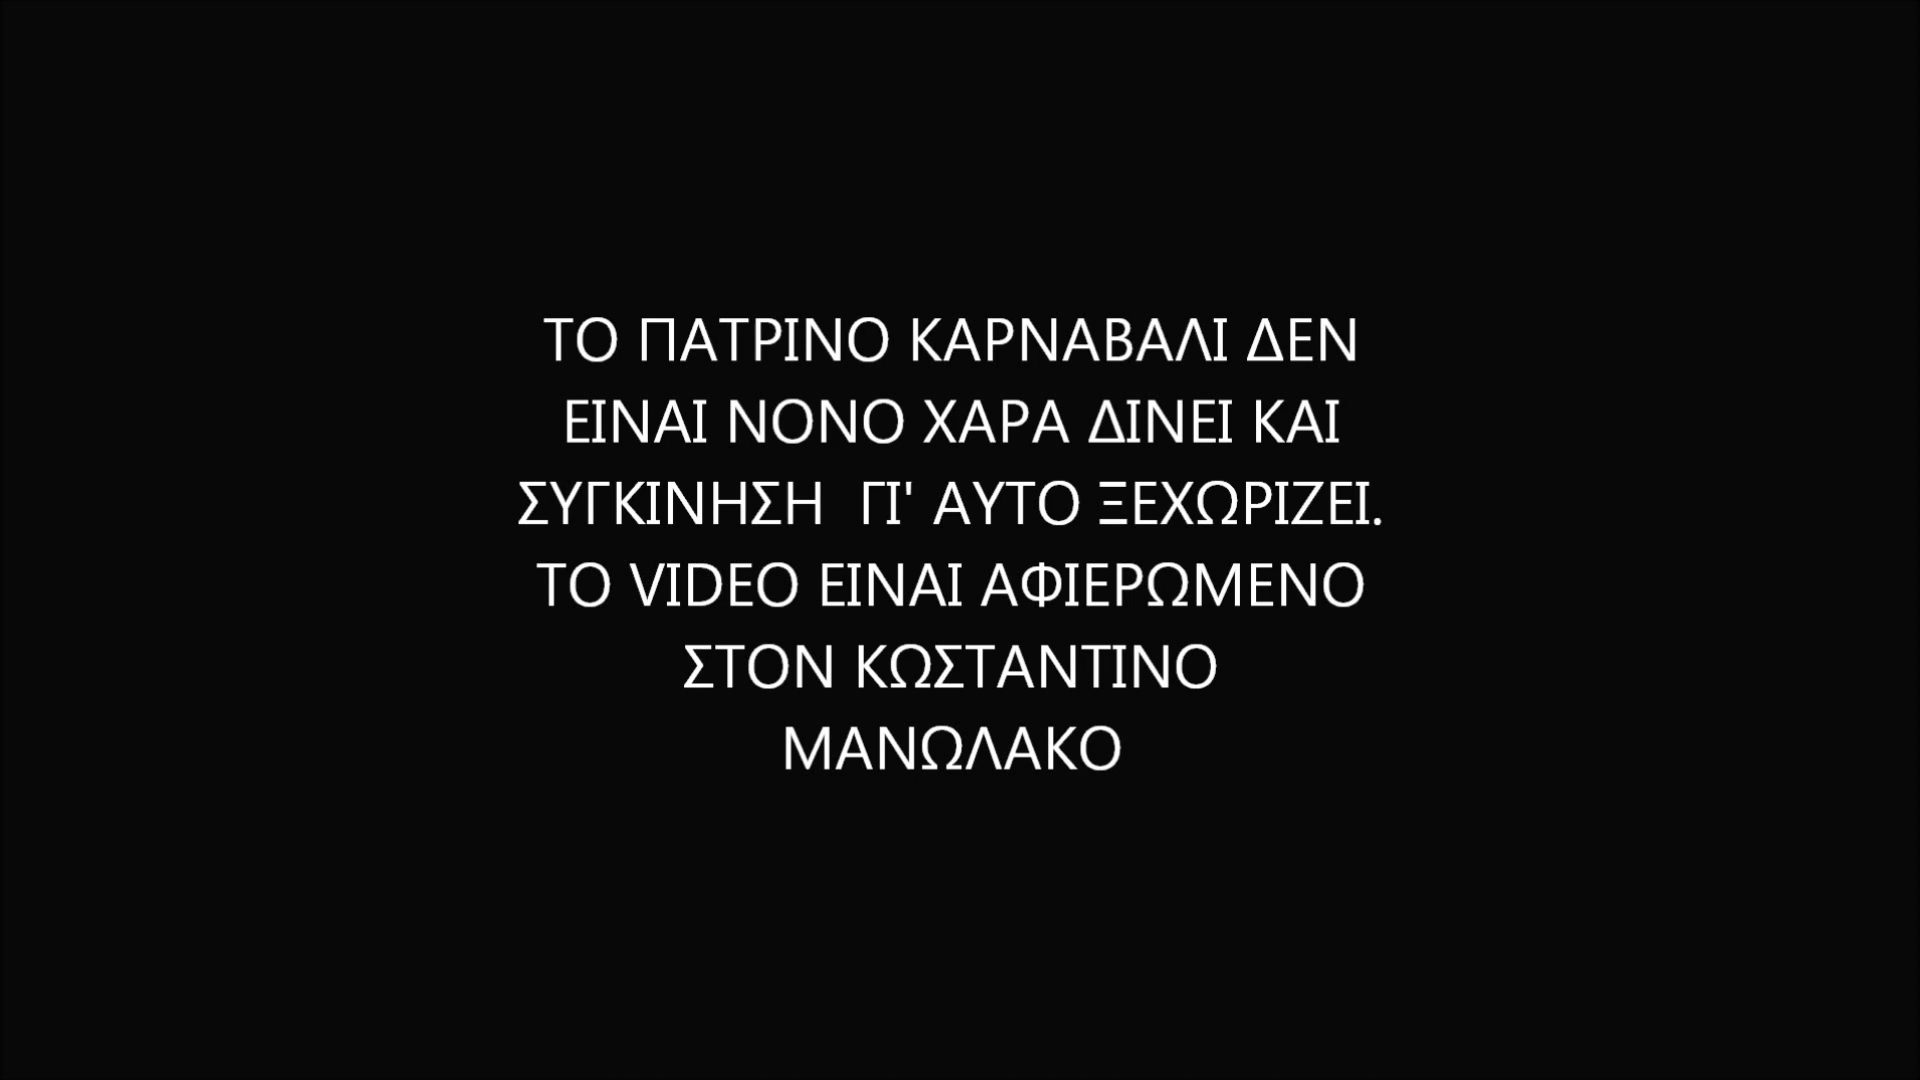 ΤΟ ΠΑΤΡΙΝΟ ΚΑΡΝΑΒΑΛΙ ΔΕΝ
ΕΙΝΑΙ ΝΟΝΟ ΧΑΡΑ ΔΙΝΕΙ ΚΑΙ
ΣΥΓΚΙΝΗΣΗ  ΓΙ' ΑΥΤΟ ΞΕΧΩΡΙΖΕΙ.
ΤΟ VIDEO ΕΙΝΑΙ ΑΦΙΕΡΩΜΕΝΟ
ΣΤΟΝ ΚΩΣΤΑΝΤΙΝΟ
ΜΑΝΩΛΑΚΟ